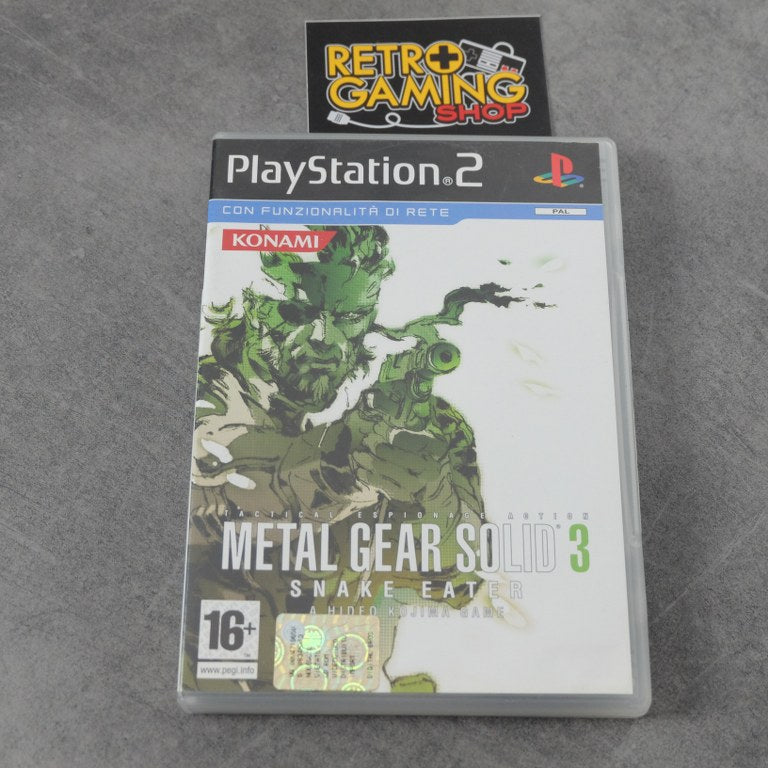 RETRO
GAMING
SHOP
PlayStation®2
CON FUNZIONALITÀ DI RETE
PAL
KONAMI
TACTICAL ESPIONAGE ACTION
METAL GEAR SOLID® 3
SNAKE EATER
A HIDEO KOJIMA GAME
16+
www.pegi.info